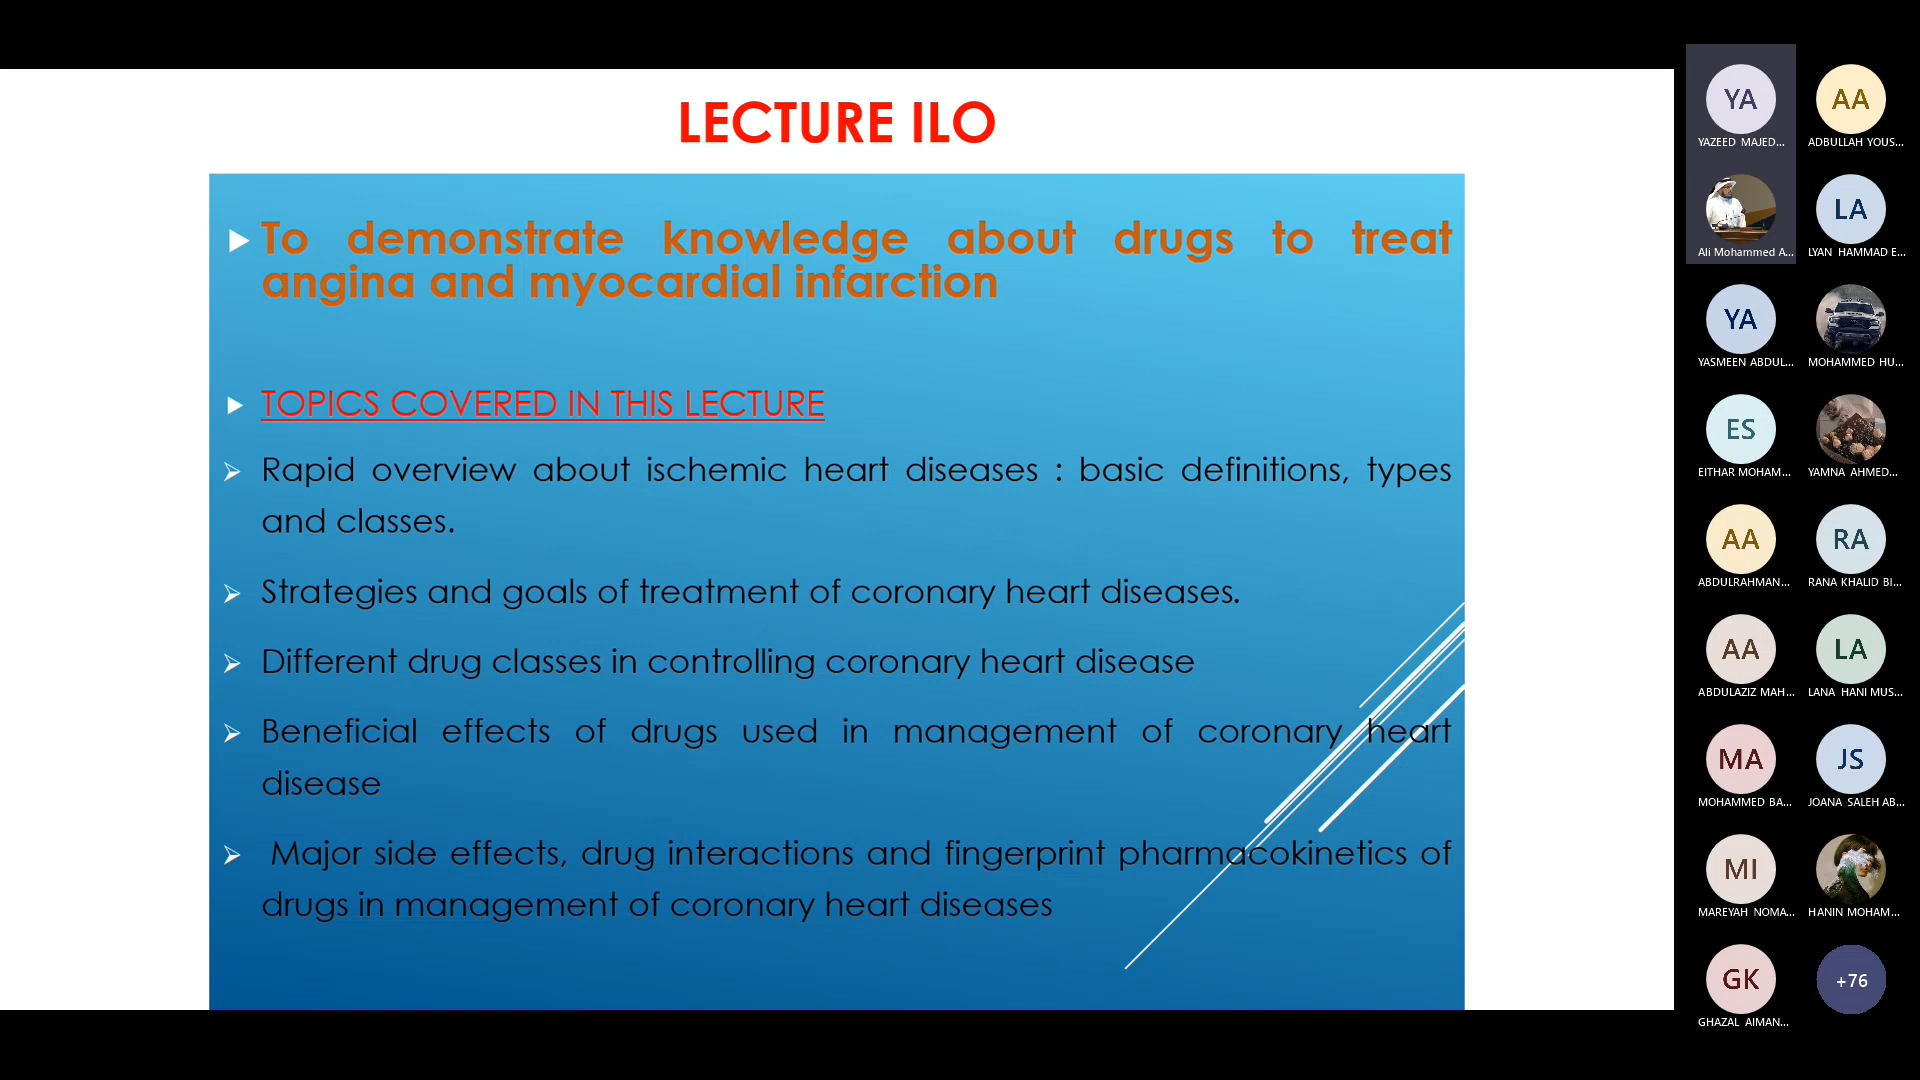 LECTURE ILO
To demonstrate knowledge about drugs to treat
angina and myocardial infarction
TOPICS COVERED IN THIS LECTURE
Rapid overview about ischemic heart diseases : basic definitions, types
and classes.
Strategies and goals of treatment of coronary heart diseases.
Different drug classes in controlling coronary heart disease
Beneficial effects of drugs used in management of coronary heart
disease
Major side effects, drug interactions and fingerprint pharmacokinetics of
drugs in management of coronary heart diseases
YA
YAZEED MAJED...
AA
ADBULLAH YOUS...
Ali Mohammed A...
LA
LYAN HAMMAD E...
YA
YASMEEN ABDUL...
MOHAMMED HU...
ES
EITHAR MOHAM...
YAMNA AHMED...
AA
ABDULRAHMAN...
RA
RANA KHALID BI...
AA
ABDULAZIZ MAH...
LA
LANA HANI MUS...
MA
MOHAMMED BA...
JS
JOANA SALEH AB...
MI
MAREYAH NOMA...
HANIN MOHAM...
GK
GHAZAL AIMAN...
+76